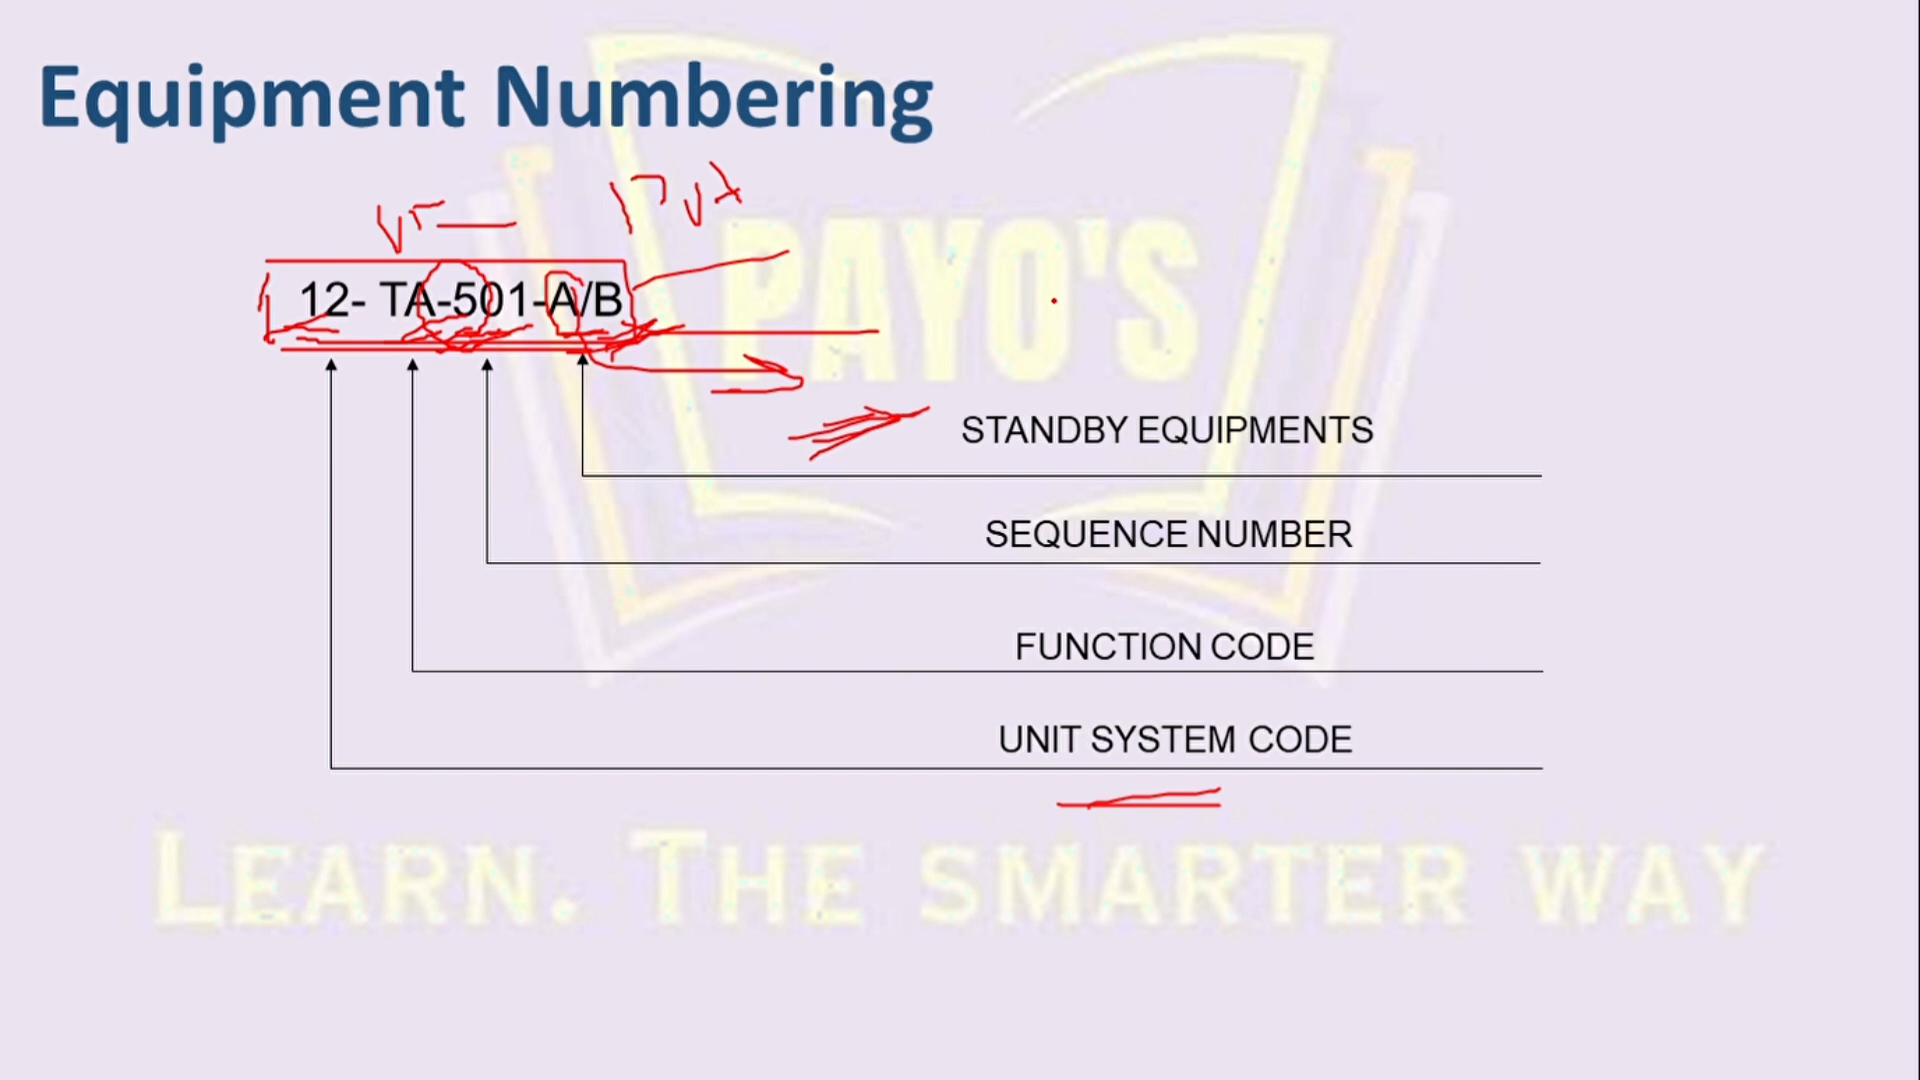 Equipment Numbering
12- TA-501-A/B
STANDBY EQUIPMENTS
SEQUENCE NUMBER
FUNCTION CODE
UNIT SYSTEM CODE
PAYO'S
LEARN. THE SMARTER WAY